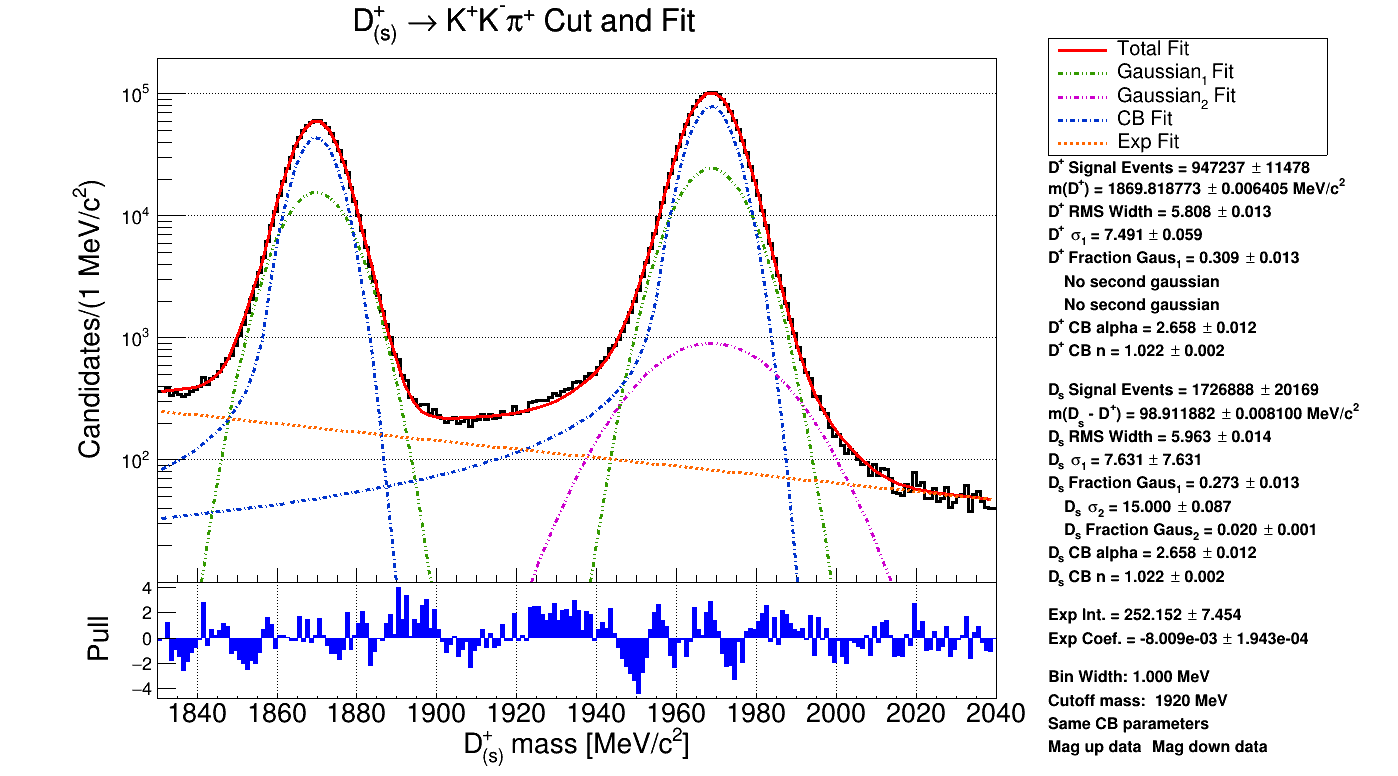 D⁺₍ₛ₎ → K⁺K⁻π⁺ Cut and Fit
Candidates/(1 MeV/c²)
10⁵
10⁴
10³
10²
Pull
4
2
0
−2
−4
1840 1860 1880 1900 1920 1940 1960 1980 2000 2020 2040
D⁺₍ₛ₎ mass [MeV/c²]
Total Fit
Gaussian₁ Fit
Gaussian₂ Fit
CB Fit
Exp Fit
D⁺ Signal Events = 947237 ± 11478
m(D⁺) = 1869.818773 ± 0.006405 MeV/c²
D⁺ RMS Width = 5.808 ± 0.013
D⁺ σ₁ = 7.491 ± 0.059
D⁺ Fraction Gaus₁ = 0.309 ± 0.013
No second gaussian
No second gaussian
D⁺ CB alpha = 2.658 ± 0.012
D⁺ CB n = 1.022 ± 0.002
Dₛ Signal Events = 1726888 ± 20169
m(Dₛ - D⁺) = 98.911882 ± 0.008100 MeV/c²
Dₛ RMS Width = 5.963 ± 0.014
Dₛ σ₁ = 7.631 ± 7.631
Dₛ Fraction Gaus₁ = 0.273 ± 0.013
Dₛ σ₂ = 15.000 ± 0.087
Dₛ Fraction Gaus₂ = 0.020 ± 0.001
Dₛ CB alpha = 2.658 ± 0.012
Dₛ CB n = 1.022 ± 0.002
Exp Int. = 252.152 ± 7.454
Exp Coef. = -8.009e-03 ± 1.943e-04
Bin Width: 1.000 MeV
Cutoff mass: 1920 MeV
Same CB parameters
Mag up data Mag down data